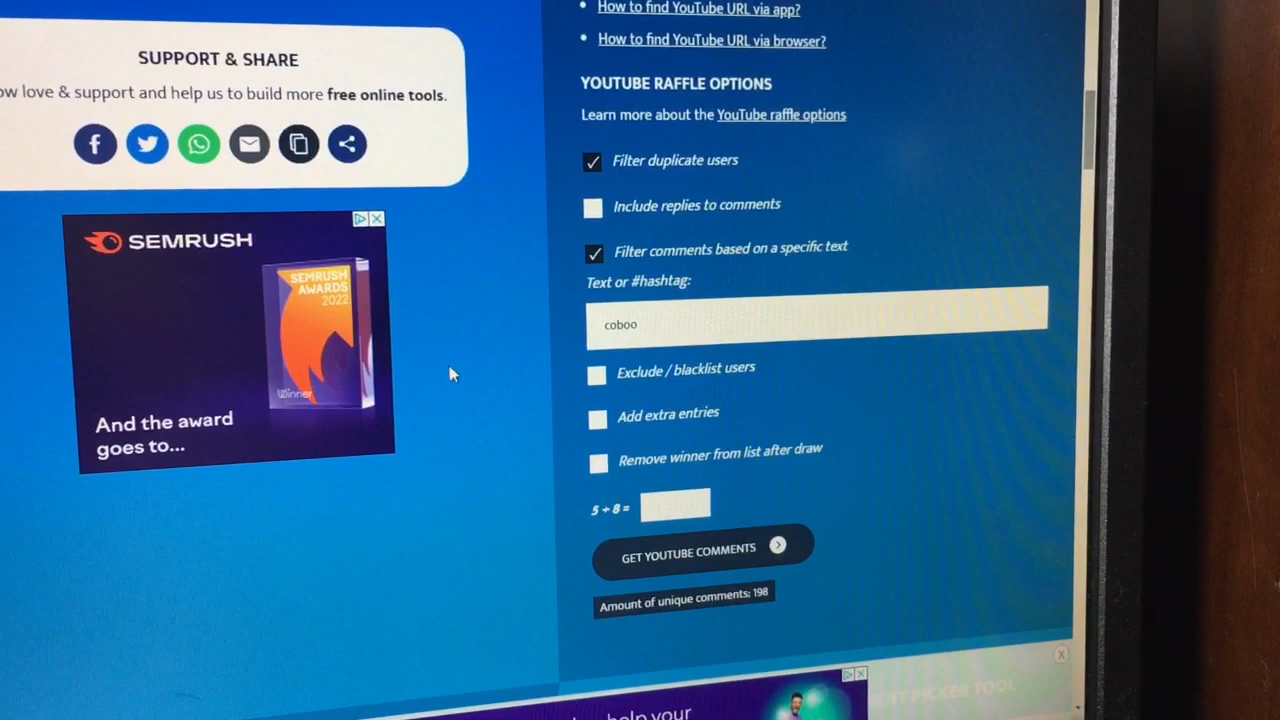 SUPPORT & SHARE
ow love & support and help us to build more free online tools.
SEMRUSH
SEMRUSH
AWARDS
2022
Winner
And the award
goes to...
How to find YouTube URL via app?
How to find YouTube URL via browser?
YOUTUBE RAFFLE OPTIONS
Learn more about the YouTube raffle options
Filter duplicate users
Include replies to comments
Filter comments based on a specific text
Text or #hashtag:
coboo
Exclude / blacklist users
Add extra entries
Remove winner from list after draw
5 + 8 =
GET YOUTUBE COMMENTS
Amount of unique comments: 198
help your
PICKER TOOL